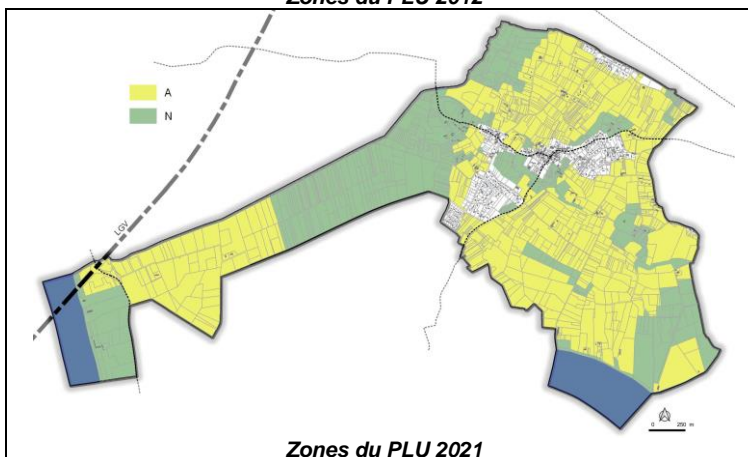 Zones du PLU 2012
A
N
LGV
0 250 m
Zones du PLU 2021